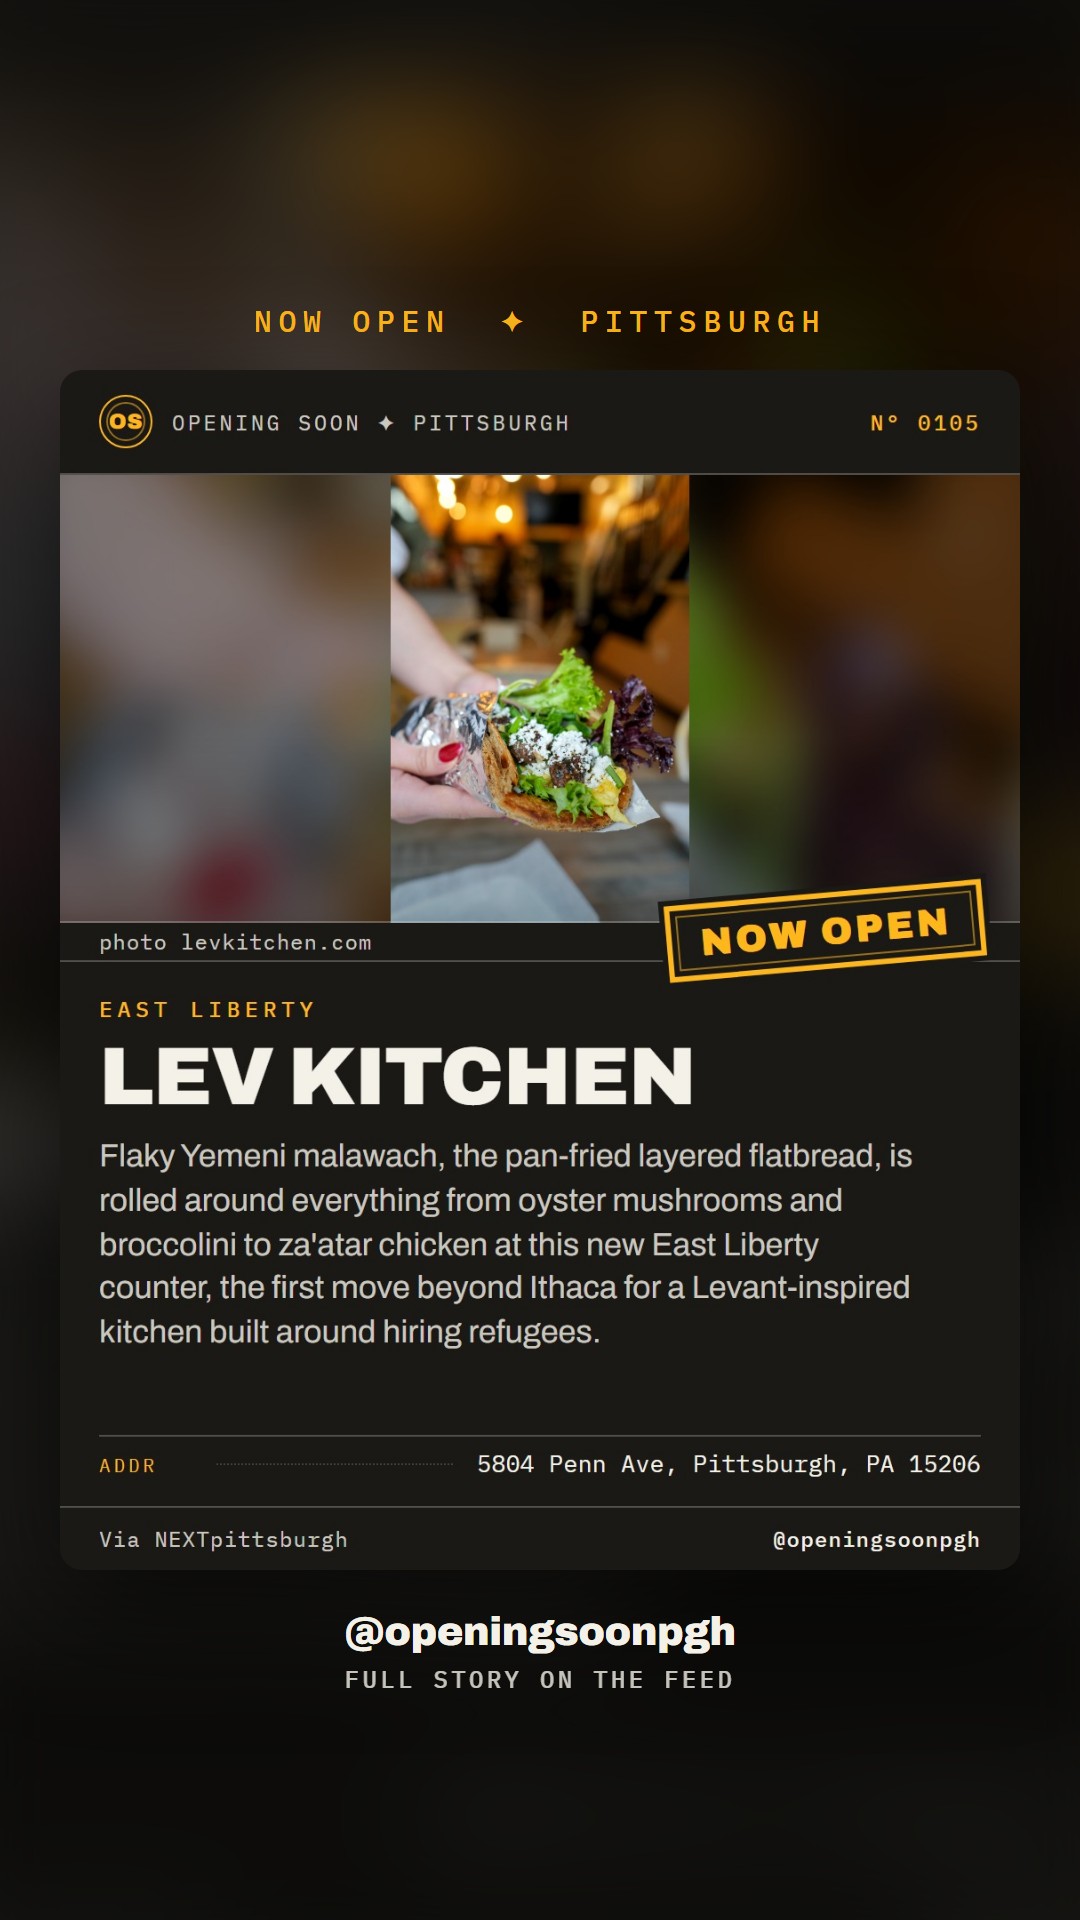 NOW OPEN ✦ PITTSBURGH
OS OPENING SOON ✦ PITTSBURGH N° 0105
photo levkitchen.com
NOW OPEN
EAST LIBERTY
LEV KITCHEN
Flaky Yemeni malawach, the pan-fried layered flatbread, is
rolled around everything from oyster mushrooms and
broccolini to za'atar chicken at this new East Liberty
counter, the first move beyond Ithaca for a Levant-inspired
kitchen built around hiring refugees.
ADDR 5804 Penn Ave, Pittsburgh, PA 15206
Via NEXTpittsburgh @openingsoonpgh
@openingsoonpgh
FULL STORY ON THE FEED